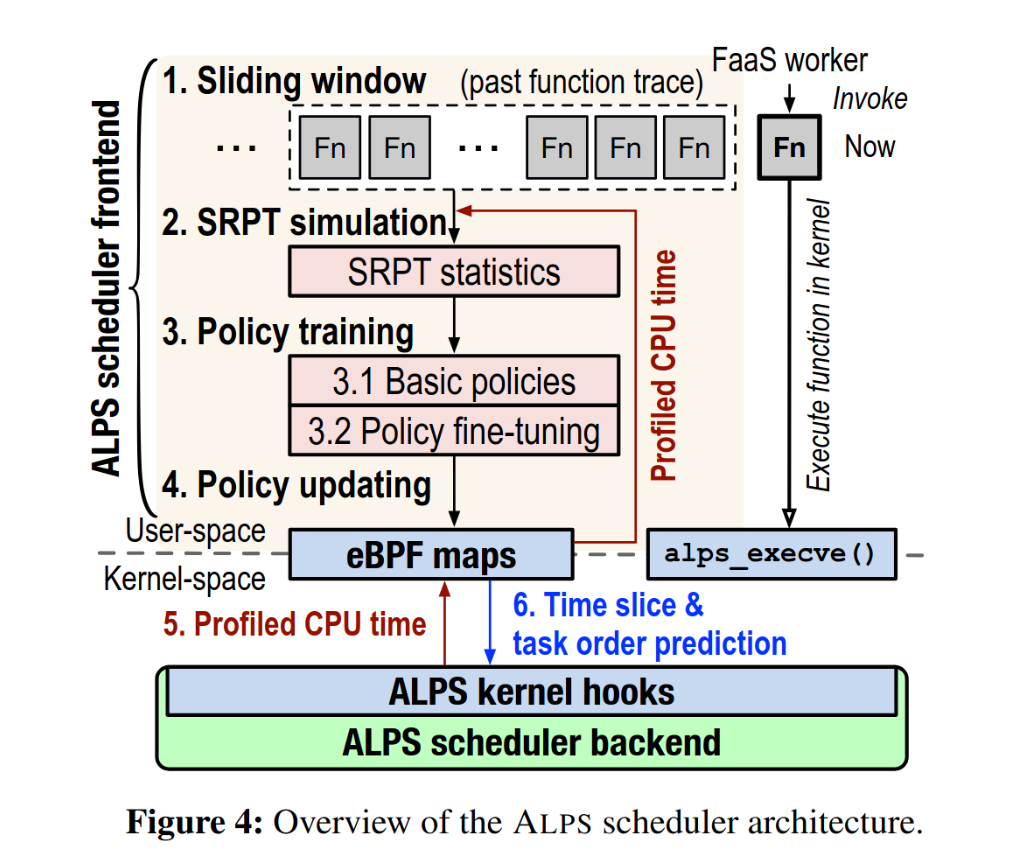 FaaS worker
1. Sliding window (past function trace)
Invoke
... Fn Fn ... Fn Fn Fn
Fn Now
2. SRPT simulation
SRPT statistics
3. Policy training
3.1 Basic policies
3.2 Policy fine-tuning
4. Policy updating
ALPS scheduler frontend
Profiled CPU time
Execute function in kernel
User-space
eBPF maps
alps_execve()
Kernel-space
5. Profiled CPU time
6. Time slice &
task order prediction
ALPS kernel hooks
ALPS scheduler backend
Figure 4: Overview of the ALPS scheduler architecture.